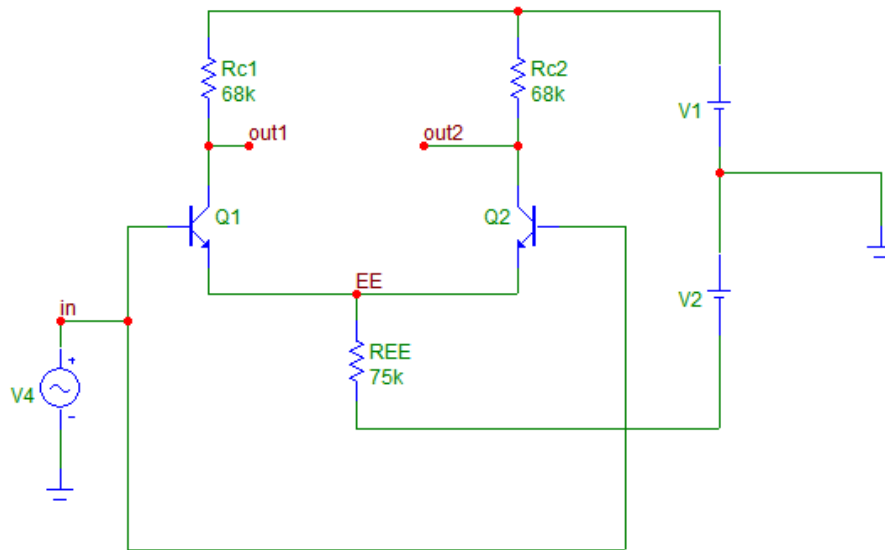 Rc1
68k
Rc2
68k
V1
out1
out2
Q1
Q2
EE
in
V2
REE
75k
+
V4
-